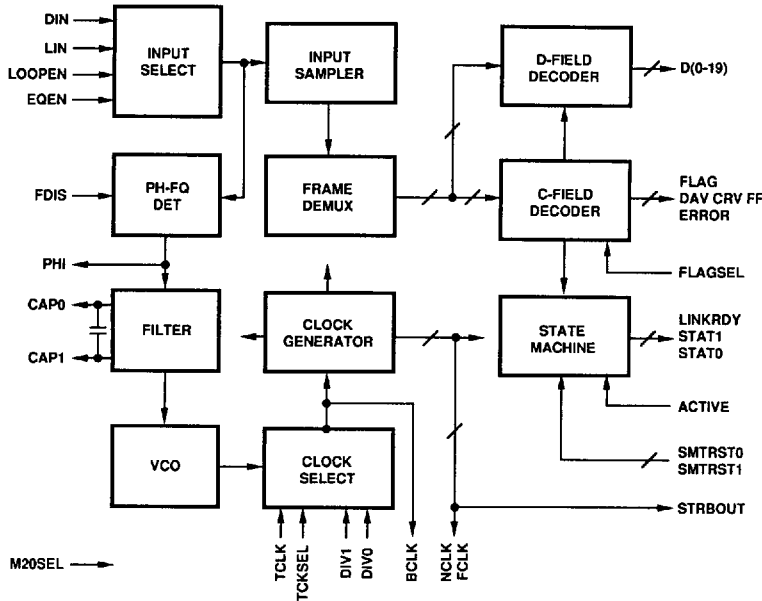 DIN
LIN
LOOPEN
EQEN
INPUT
SELECT
INPUT
SAMPLER
D-FIELD
DECODER
D(0-19)
FDIS
PH-FQ
DET
FRAME
DEMUX
C-FIELD
DECODER
FLAG
DAV CRV FF
ERROR
PHI
FLAGSEL
CAP0
CAP1
FILTER
CLOCK
GENERATOR
STATE
MACHINE
LINKRDY
STAT1
STAT0
ACTIVE
VCO
CLOCK
SELECT
SMTRST0
SMTRST1
STRBOUT
M20SEL
TCLK
TCKSEL
DIV1
DIV0
BCLK
NCLK
FCLK